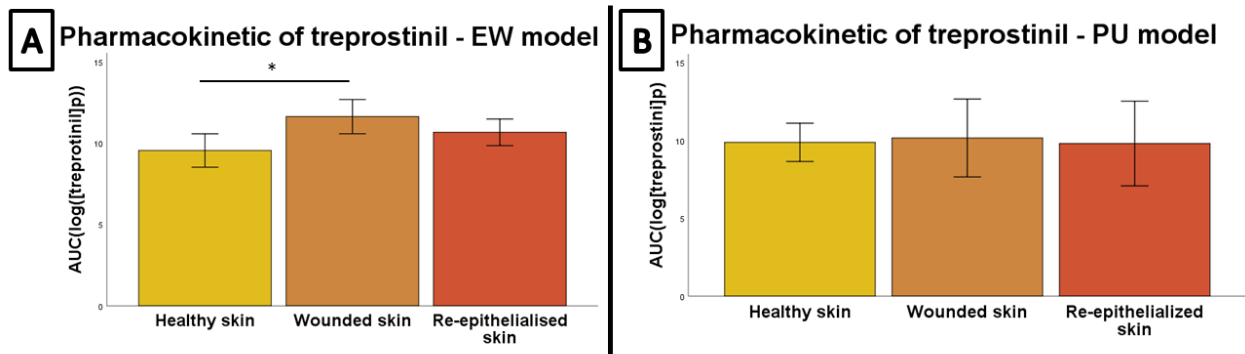 A
Pharmacokinetic of treprostinil - EW model
AUC(log([treprotinil]p))
15
10
5
0
*
Healthy skin
Wounded skin
Re-epithelialised
skin
B
Pharmacokinetic of treprostinil - PU model
AUC(log[treprostini]p)
15
10
5
0
Healthy skin
Wounded skin
Re-epithelialized
skin